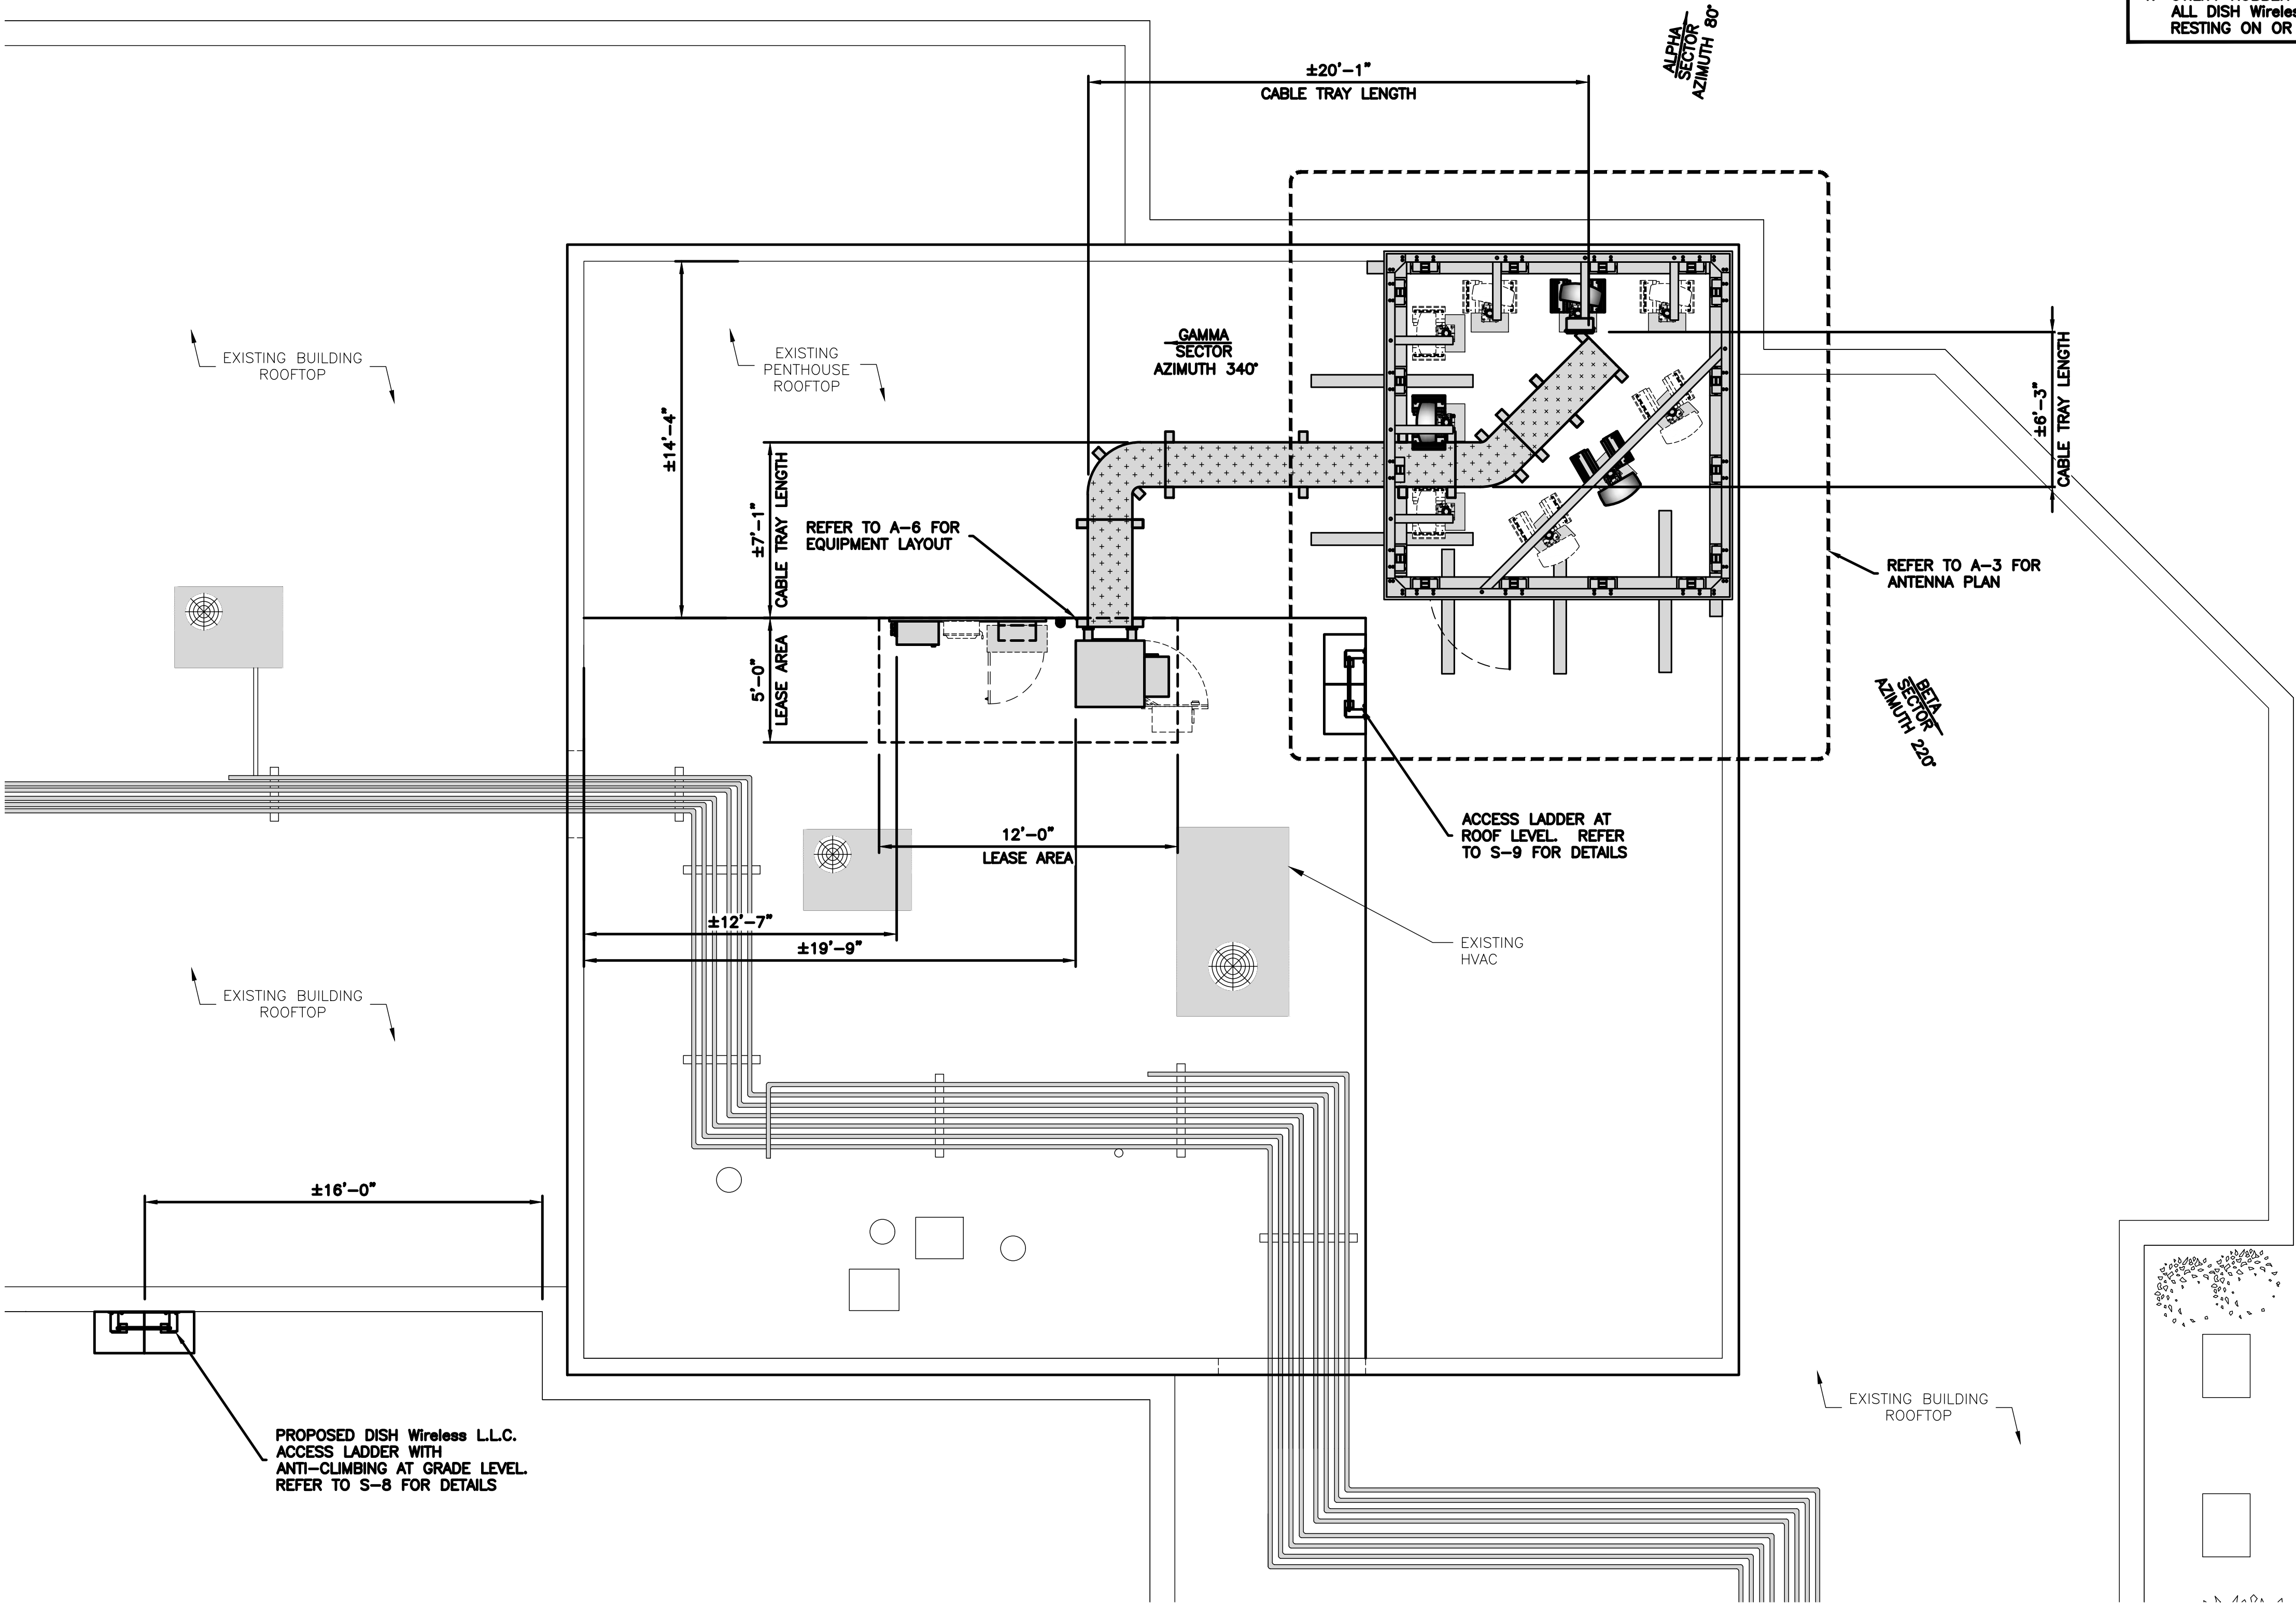 ALL DISH
RESTING ON OR
ALPHA
SECTOR
AZIMUTH 80°
±20'-1"
CABLE TRAY LENGTH
EXISTING BUILDING
ROOFTOP
EXISTING
PENTHOUSE
ROOFTOP
GAMMA
SECTOR
AZIMUTH 340°
±14'-4"
±6'-3"
CABLE TRAY LENGTH
±7'-1"
CABLE TRAY LENGTH
REFER TO A-6 FOR
EQUIPMENT LAYOUT
REFER TO A-3 FOR
ANTENNA PLAN
5'-0"
LEASE AREA
BETA
SECTOR
AZIMUTH 220°
12'-0"
LEASE AREA
ACCESS LADDER AT
ROOF LEVEL. REFER
TO S-9 FOR DETAILS
±12'-7"
±19'-9"
EXISTING
HVAC
EXISTING BUILDING
ROOFTOP
±16'-0"
PROPOSED DISH Wireless L.L.C.
ACCESS LADDER WITH
ANTI-CLIMBING AT GRADE LEVEL.
REFER TO S-8 FOR DETAILS
EXISTING BUILDING
ROOFTOP